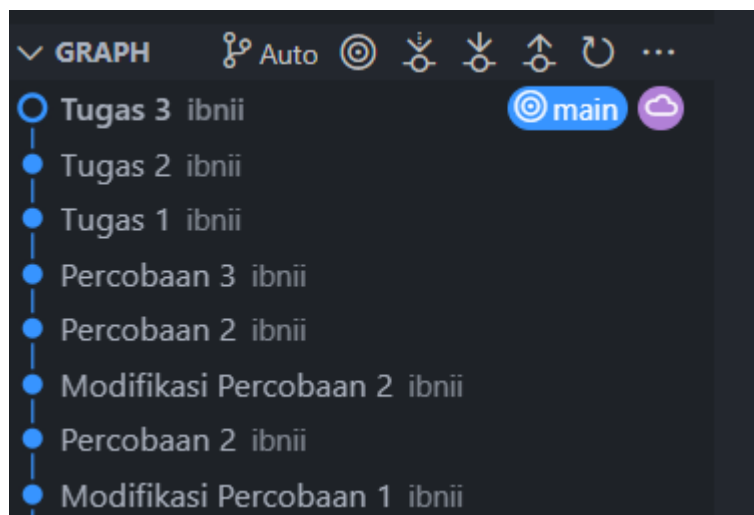 GRAPH Auto
Tugas 3 ibnii main
Tugas 2 ibnii
Tugas 1 ibnii
Percobaan 3 ibnii
Percobaan 2 ibnii
Modifikasi Percobaan 2 ibnii
Percobaan 2 ibnii
Modifikasi Percobaan 1 ibnii